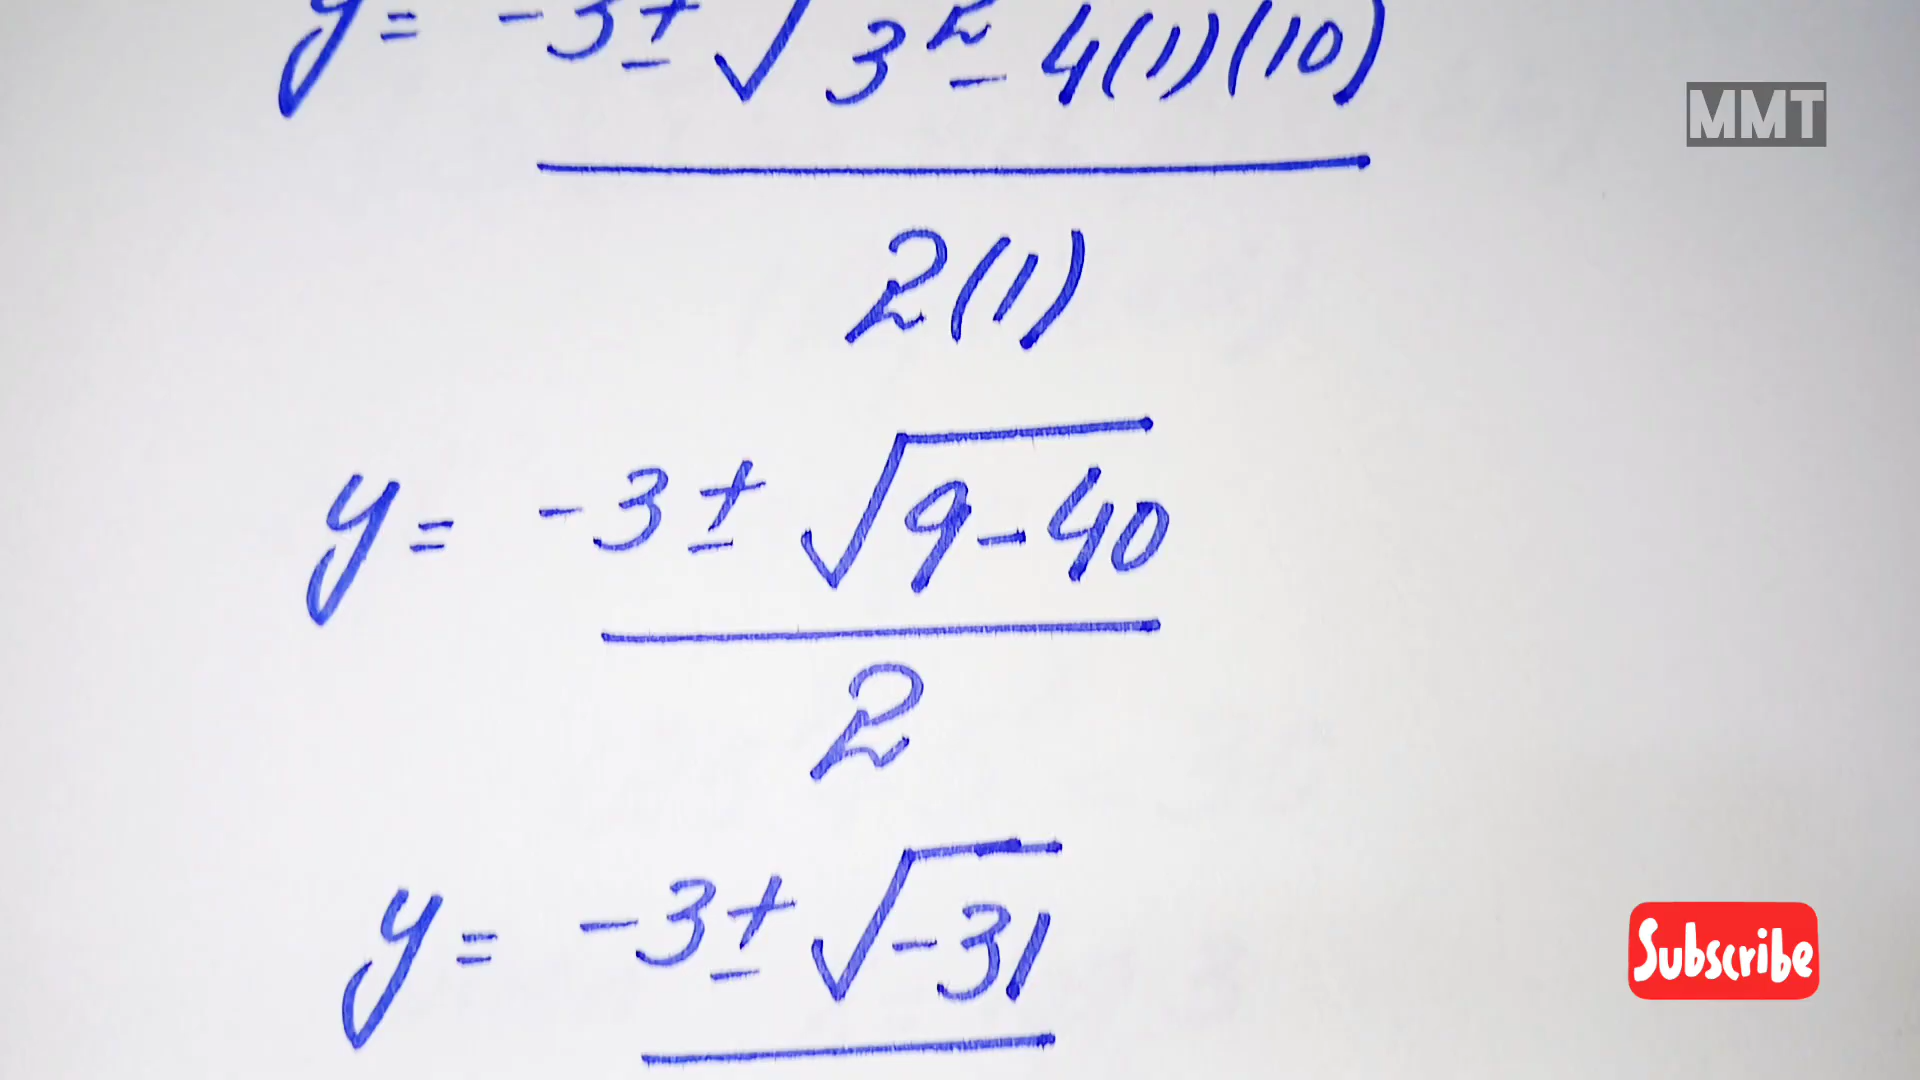 y = -3 ± √3² - 4(1)(10)
MMT
2(1)
y = -3 ± √9-40
2
y = -3 ± √-31
Subscribe